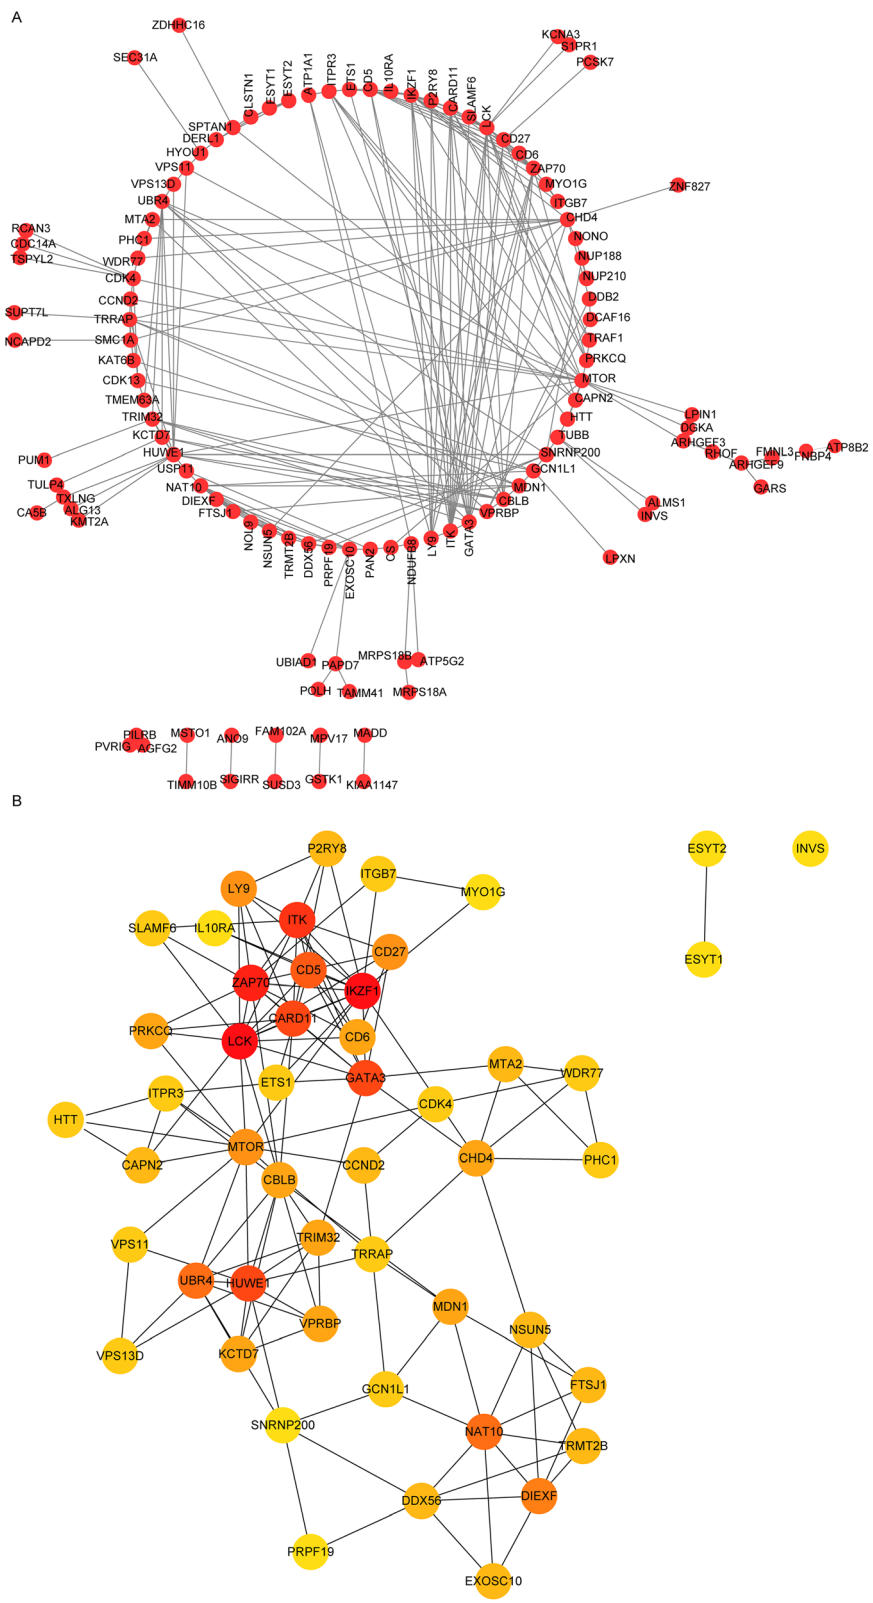 A
ZDHHC16
SEC31A
KCNA3
S1PR1
PCSK7
CLSTN1
ESYT1
ESYT2
ATP1A1
ITPR3
ETS1
CD5
IL10RA
IKZF1
P2RY8
CARD11
SLAMF6
LCK
SPTAN1
DERL1
HYOU1
VPS11
VPS13D
UBR4
MTA2
PHC1
WDR77
CDK4
CCND2
TRRAP
SMC1A
KAT6B
CDK13
TMEM63A
TRIM32
KCTD7
HUWE1
USP11
NAT10
DIEXF
FTSJ1
NOL9
NSUN5
TRMT2B
DDX56
PRPF19
EXOSC10
PAN2
CS
NDUFB8
LY9
ITK
GATA3
VPRBP
CBLB
MDN1
GCN1L1
SNRNP200
TUBB
HTT
CAPN2
MTOR
PRKCQ
TRAF1
DCAF16
DDB2
NUP210
NUP188
NONO
CHD4
ITGB7
MYO1G
ZAP70
CD6
CD27
ZNF827
RCAN3
CDC14A
TSPYL2
SUPT7L
NCAPD2
PUM1
TULP4
TXLNG
CA5B
ALG13
KMT2A
LPIN1
DGKA
ARHGEF3
RHOF
ARHGEF9
FMNL3
FNBP4
ATP8B2
GARS
ALMS1
INVS
LPXN
UBIAD1
PAPD7
POLH
TAMM41
MRPS18B
ATP5G2
MRPS18A
PILRB
PVRIG
AGFG2
MSTO1
ANO9
FAM102A
MPV17
MADD
TIMM10B
SIGIRR
SUSD3
GSTK1
KIAA1147
B
P2RY8
ESYT2
INVS
ITGB7
LY9
MYO1G
ITK
SLAMF6
IL10RA
CD27
ESYT1
CD5
ZAP70
IKZF1
CARD11
PRKCQ
LCK
CD6
MTA2
WDR77
GATA3
ETS1
ITPR3
CDK4
HTT
MTOR
CAPN2
CCND2
CHD4
PHC1
CBLB
TRIM32
VPS11
TRRAP
UBR4
HUWE1
MDN1
VPRBP
NSUN5
VPS13D
KCTD7
FTSJ1
GCN1L1
SNRNP200
NAT10
TRMT2B
DDX56
DIEXF
PRPF19
EXOSC10